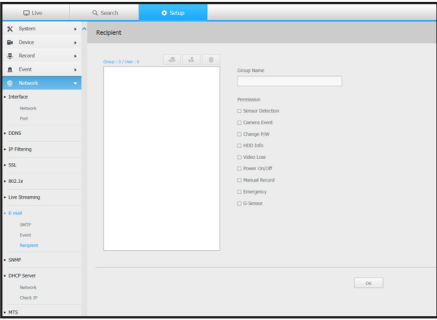 Live
Search
Setup
System
Device
Record
Event
Network
Interface
Network
Port
DDNS
IP Filtering
SSL
802.1x
Live Streaming
E-mail
SMTP
Event
Recipient
SNMP
DHCP Server
Network
Check IP
MTS
Recipient
Group : 0 / User : 0
Group Name
Permission
Sensor Detection
Camera Event
Change P/W
HDD Info
Video Loss
Power On/Off
Manual Record
Emergency
G-Sensor
OK